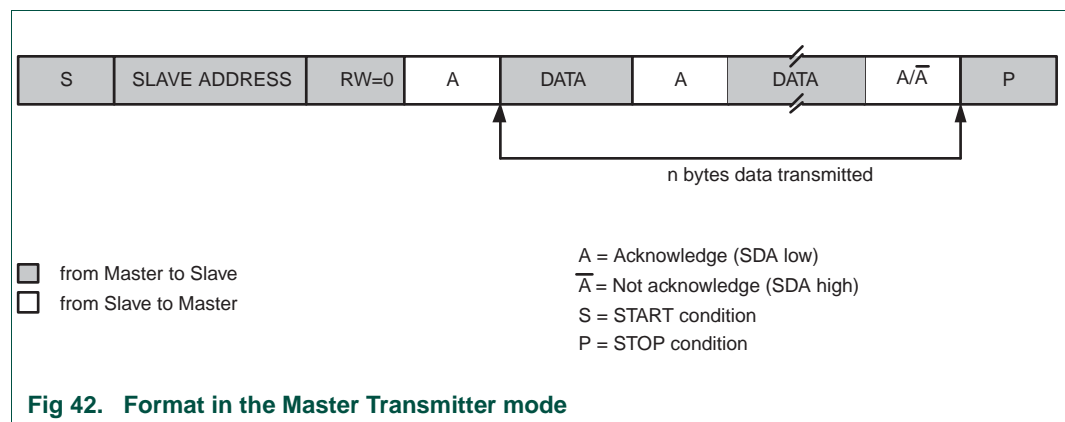 S SLAVE ADDRESS RW=0 A DATA A DATA A/A̅ P
n bytes data transmitted
from Master to Slave
from Slave to Master
A = Acknowledge (SDA low)
A̅ = Not acknowledge (SDA high)
S = START condition
P = STOP condition
Fig 42. Format in the Master Transmitter mode